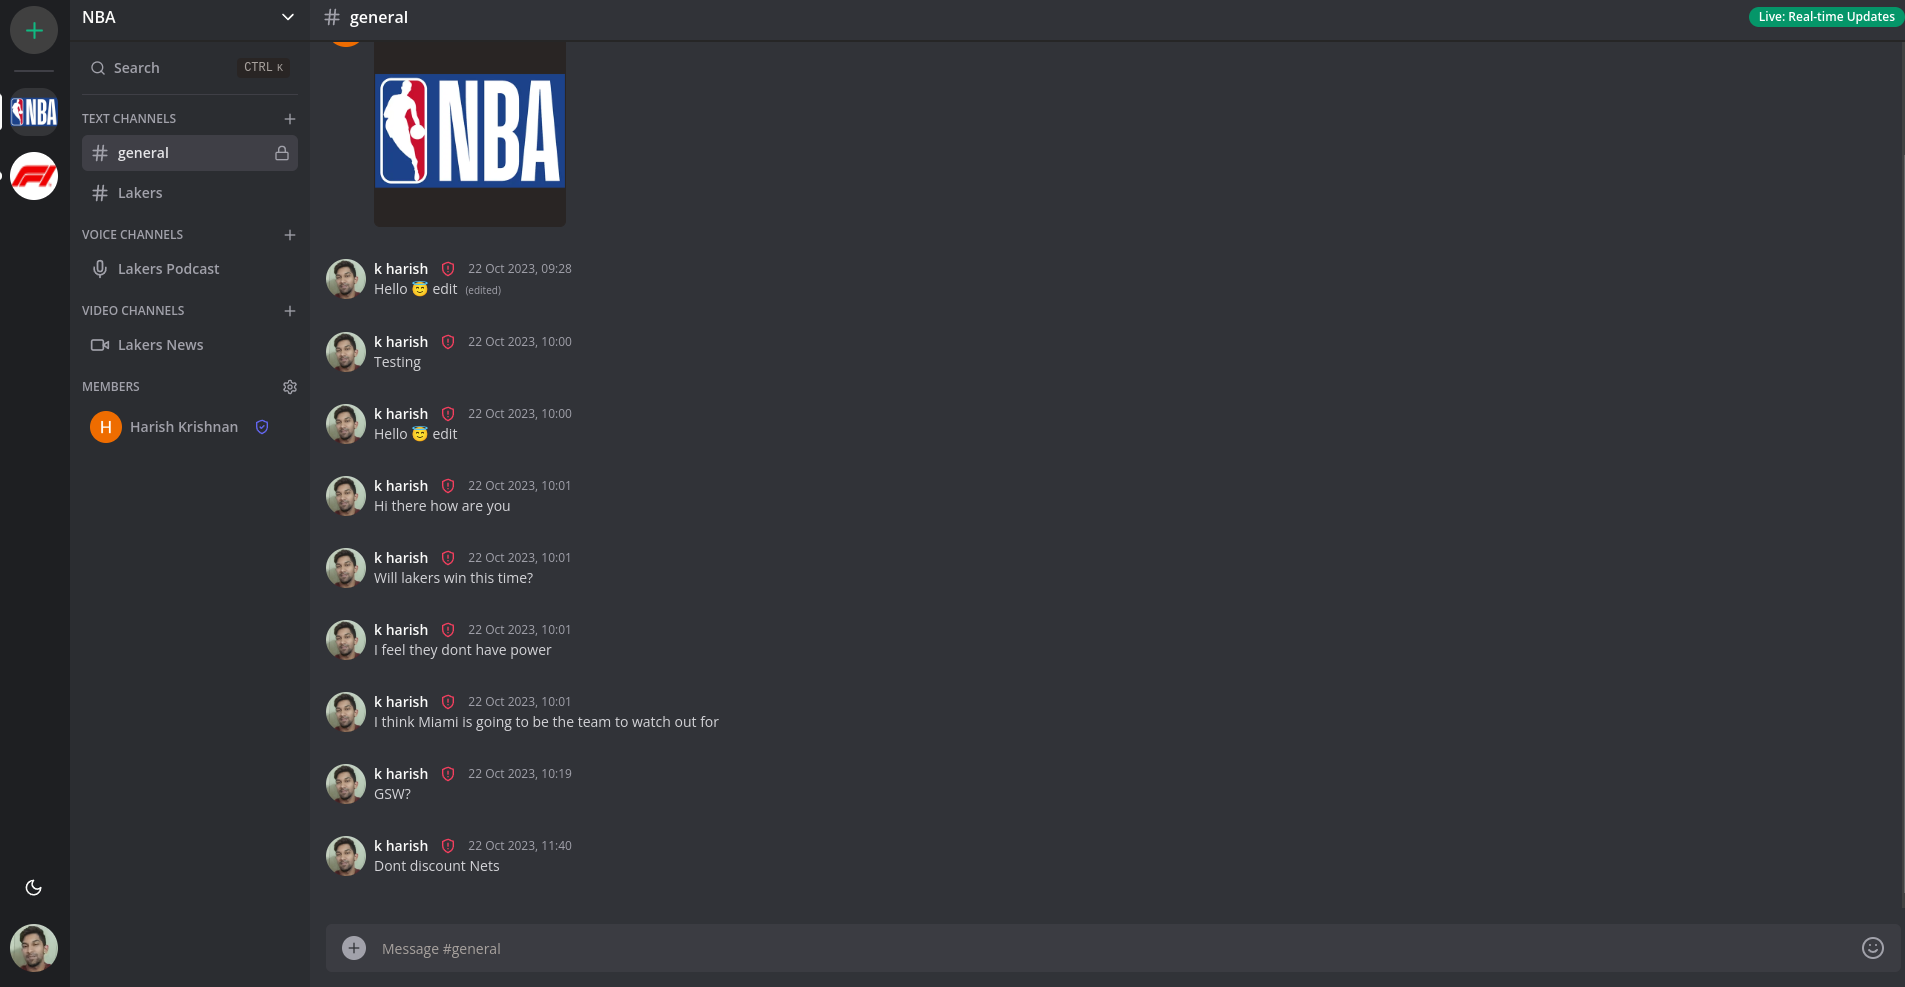 NBA
Search
CTRL K
TEXT CHANNELS
general
Lakers
VOICE CHANNELS
Lakers Podcast
VIDEO CHANNELS
Lakers News
MEMBERS
H
Harish Krishnan
NBA
# general
Live: Real-time Updates
NBA
k harish 22 Oct 2023, 09:28
Hello 😇 edit (edited)
k harish 22 Oct 2023, 10:00
Testing
k harish 22 Oct 2023, 10:00
Hello 😇 edit
k harish 22 Oct 2023, 10:01
Hi there how are you
k harish 22 Oct 2023, 10:01
Will lakers win this time?
k harish 22 Oct 2023, 10:01
I feel they dont have power
k harish 22 Oct 2023, 10:01
I think Miami is going to be the team to watch out for
k harish 22 Oct 2023, 10:19
GSW?
k harish 22 Oct 2023, 11:40
Dont discount Nets
Message #general